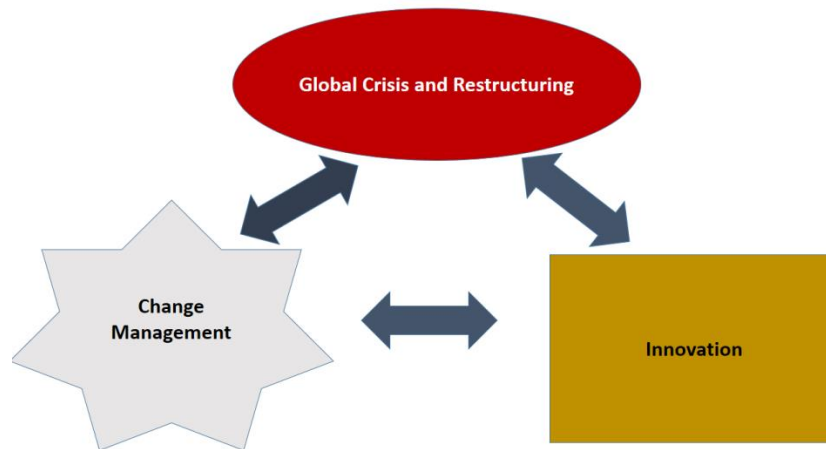 Global Crisis and Restructuring
Change
Management
Innovation